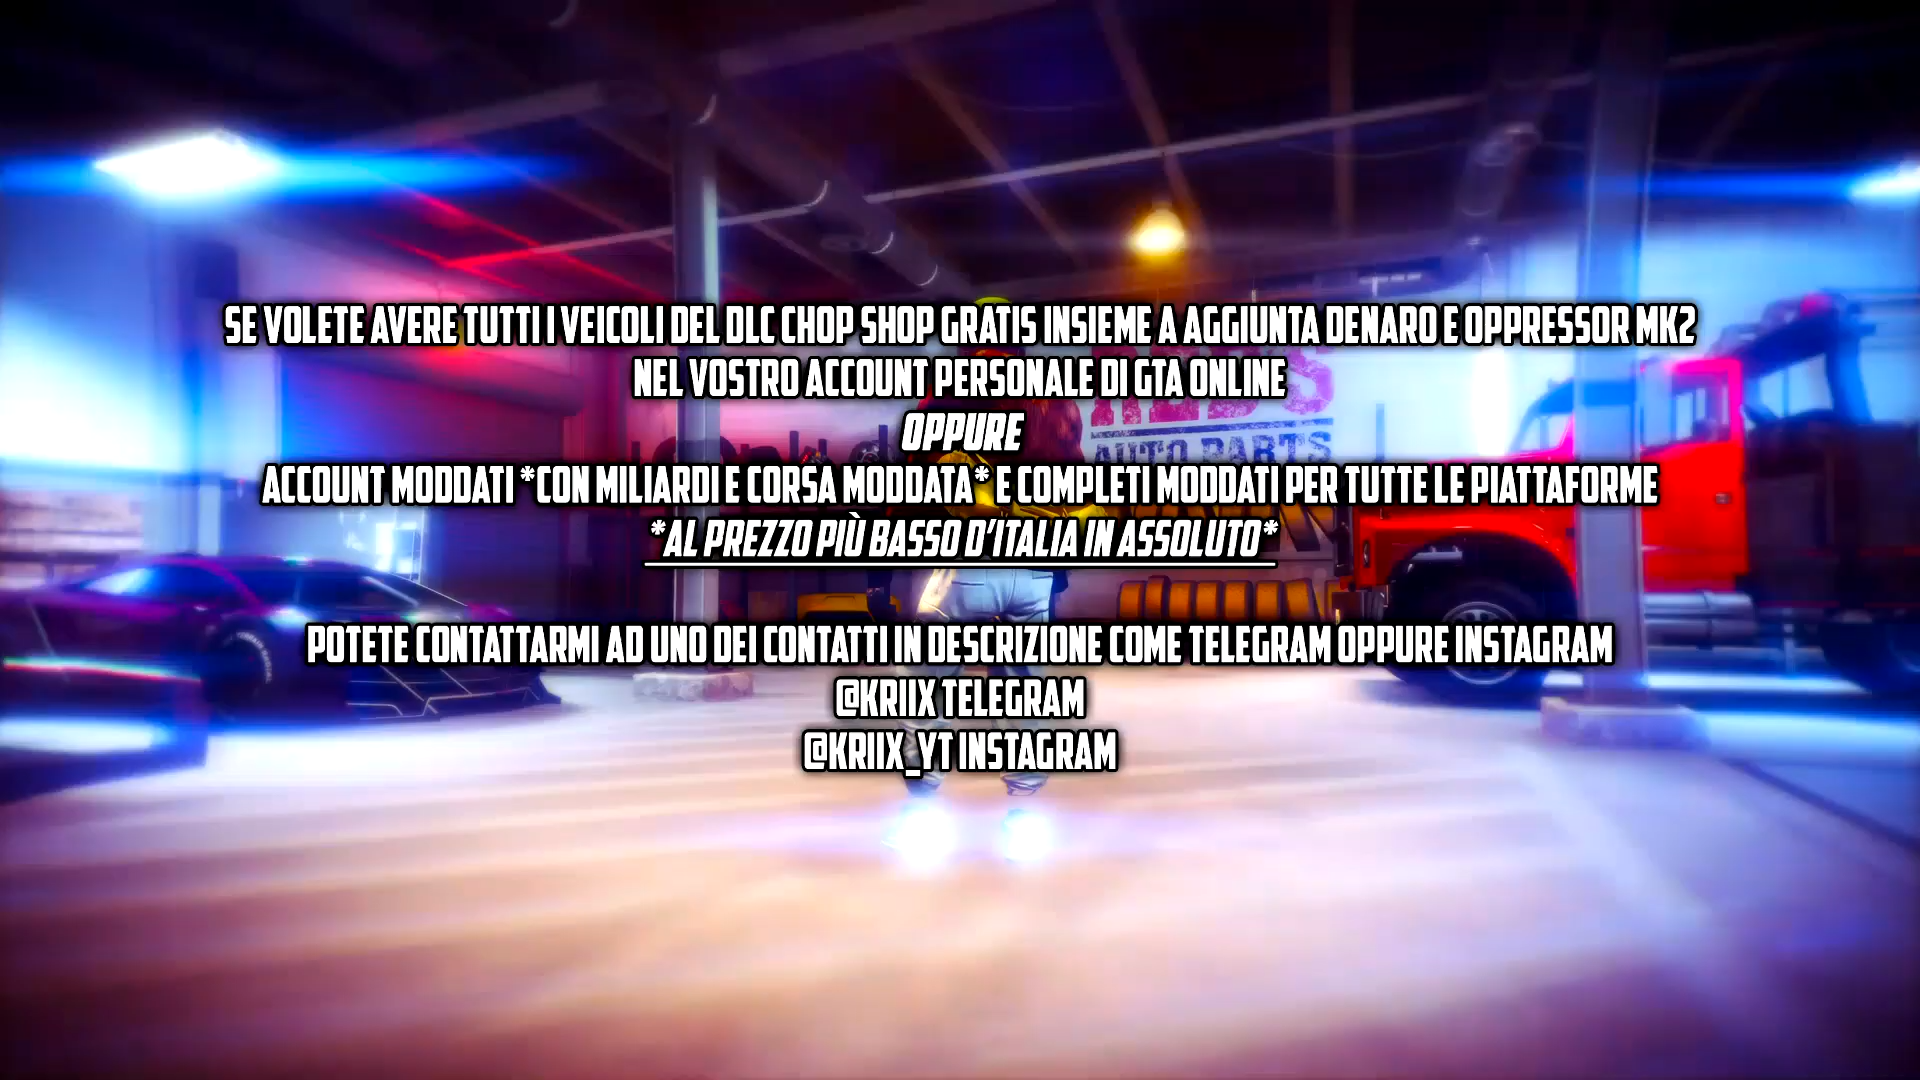 SE VOLETE AVERE TUTTI I VEICOLI DEL DLC CHOP SHOP GRATIS INSIEME A AGGIUNTA DENARO E OPPRESSOR MK2
NEL VOSTRO ACCOUNT PERSONALE DI GTA ONLINE
OPPURE
ACCOUNT MODDATI *CON MILIARDI E CORSA MODDATA* E COMPLETI MODDATI PER TUTTE LE PIATTAFORME
*AL PREZZO PIÙ BASSO D'ITALIA IN ASSOLUTO*
POTETE CONTATTARMI AD UNO DEI CONTATTI IN DESCRIZIONE COME TELEGRAM OPPURE INSTAGRAM
@KRIIX TELEGRAM
@KRIIX_YT INSTAGRAM
RED'S
AUTO PARTS